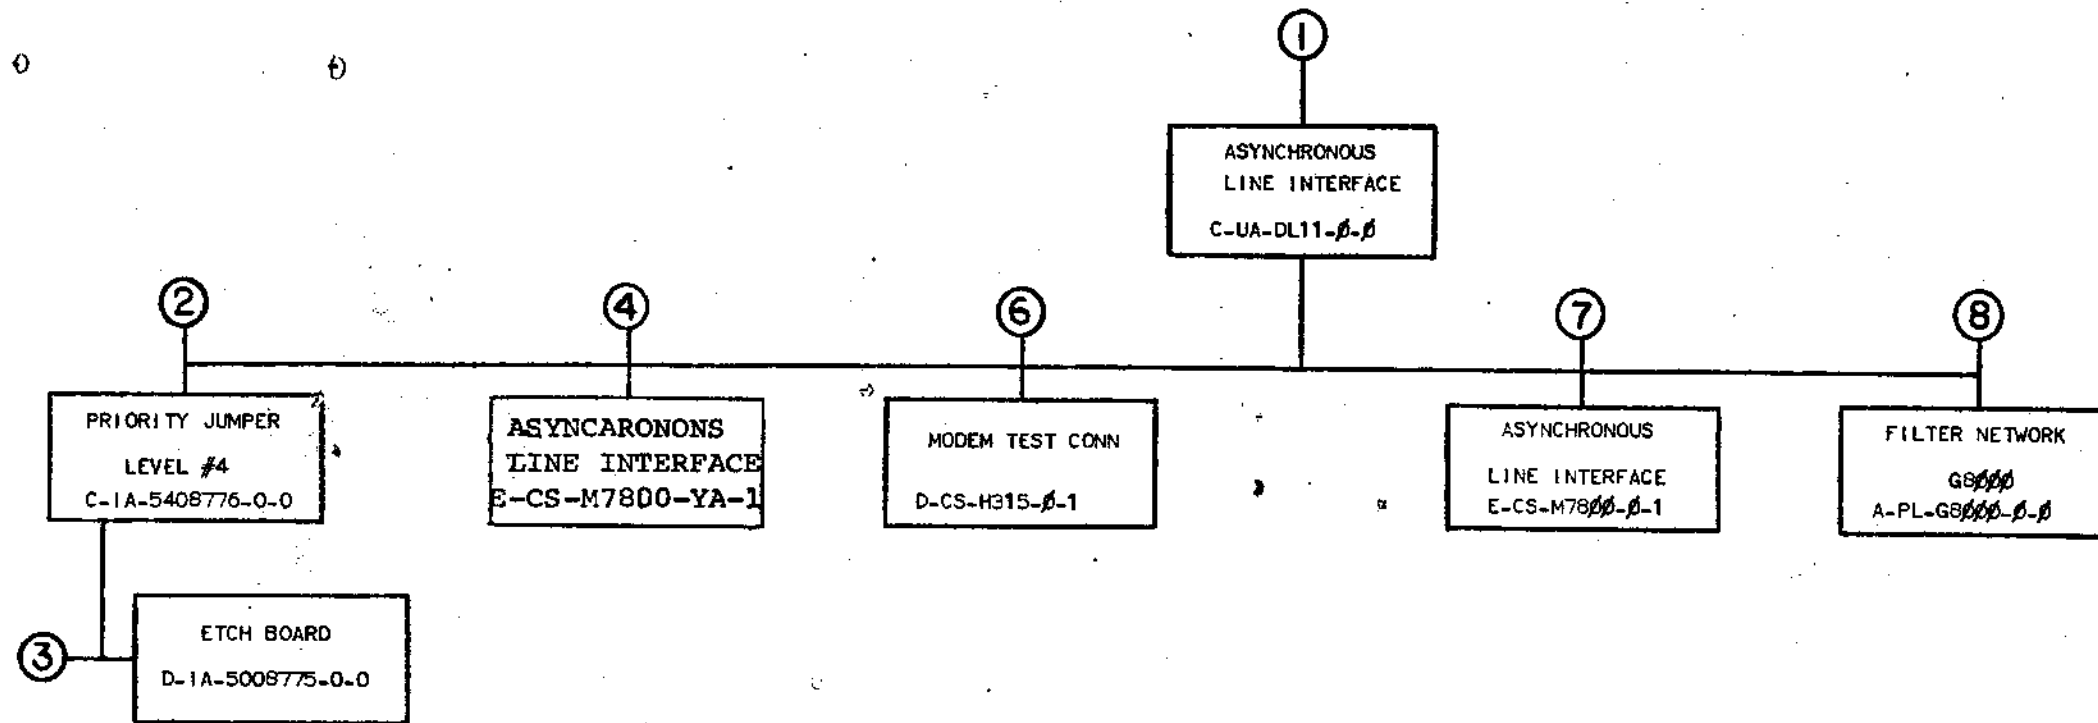 1
ASYNCHRONOUS
LINE INTERFACE
C-UA-DL11-Ø-Ø
2
4
6
7
8
PRIORITY JUMPER
LEVEL #4
C-IA-5408776-0-0
ASYNCARONONS
LINE INTERFACE
E-CS-M7800-YA-1
MODEM TEST CONN
D-CS-H315-Ø-1
ASYNCHRONOUS
LINE INTERFACE
E-CS-M78ØØ-Ø-1
FILTER NETWORK
G8ØØØ
A-PL-G8ØØØ-Ø-Ø
3
ETCH BOARD
D-IA-5008775-0-0